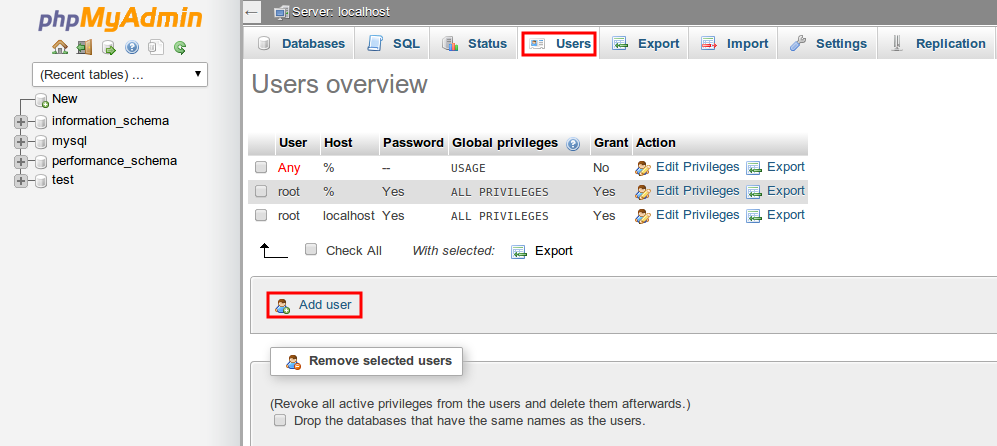 phpMyAdmin
(Recent tables) ...
New
information_schema
mysql
performance_schema
test
Server: localhost
Databases SQL Status Users Export Import Settings Replication
Users overview
User Host Password Global privileges Grant Action
Any % -- USAGE No Edit Privileges Export
root % Yes ALL PRIVILEGES Yes Edit Privileges Export
root localhost Yes ALL PRIVILEGES Yes Edit Privileges Export
Check All With selected: Export
Add user
Remove selected users
(Revoke all active privileges from the users and delete them afterwards.)
Drop the databases that have the same names as the users.